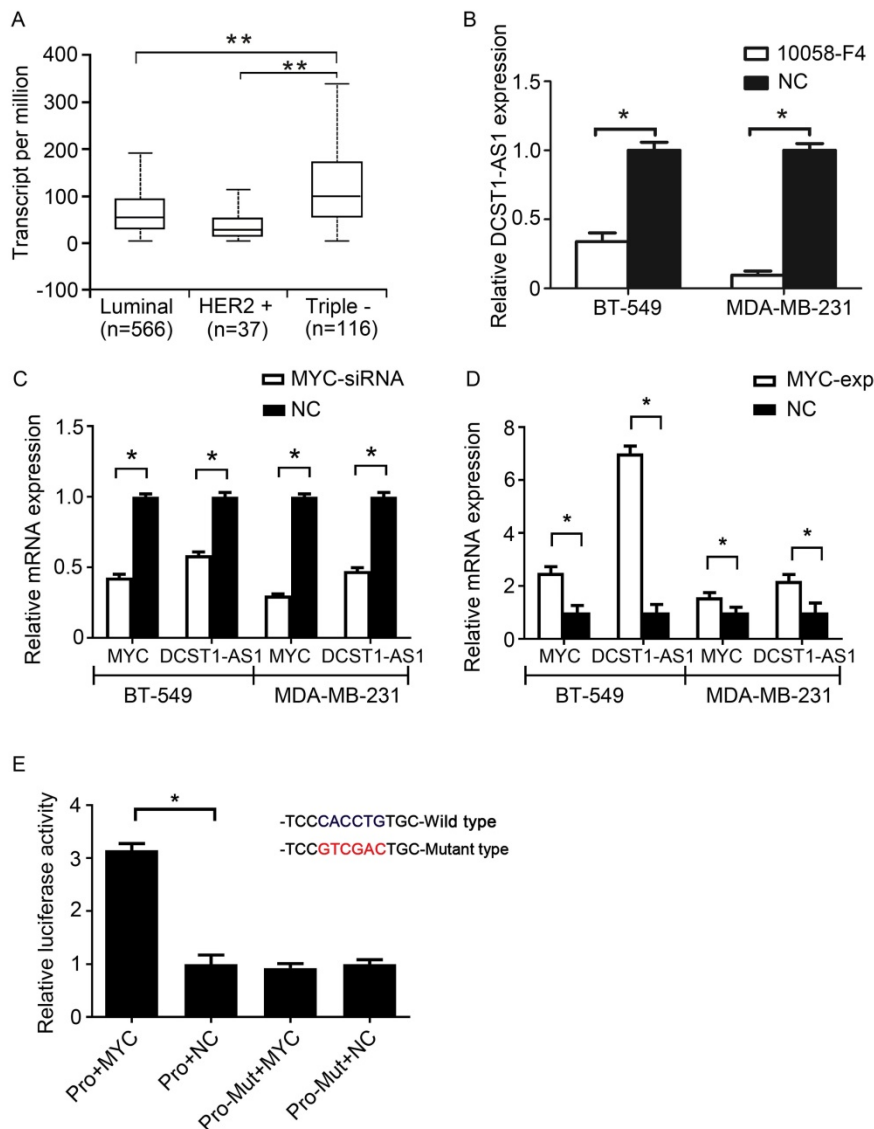 A
**
**
Transcript per million
400
300
200
100
0
-100
Luminal HER2 + Triple -
(n=566) (n=37) (n=116)
B
10058-F4
NC
* *
Relative DCST1-AS1 expression
1.5
1.0
0.5
0
BT-549 MDA-MB-231
C
MYC-siRNA
NC
* * * *
Relative mRNA expression
1.5
1.0
0.5
0
MYC DCST1-AS1 MYC DCST1-AS1
BT-549 MDA-MB-231
D
MYC-exp
NC
* * * *
Relative mRNA expression
8
6
4
2
0
MYC DCST1-AS1 MYC DCST1-AS1
BT-549 MDA-MB-231
E
*
-TCCCACCTGTGC-Wild type
-TCCGTCGACTGC-Mutant type
Relative luciferase activity
4
3
2
1
0
Pro+MYC
Pro+NC
Pro-Mut+MYC
Pro-Mut+NC